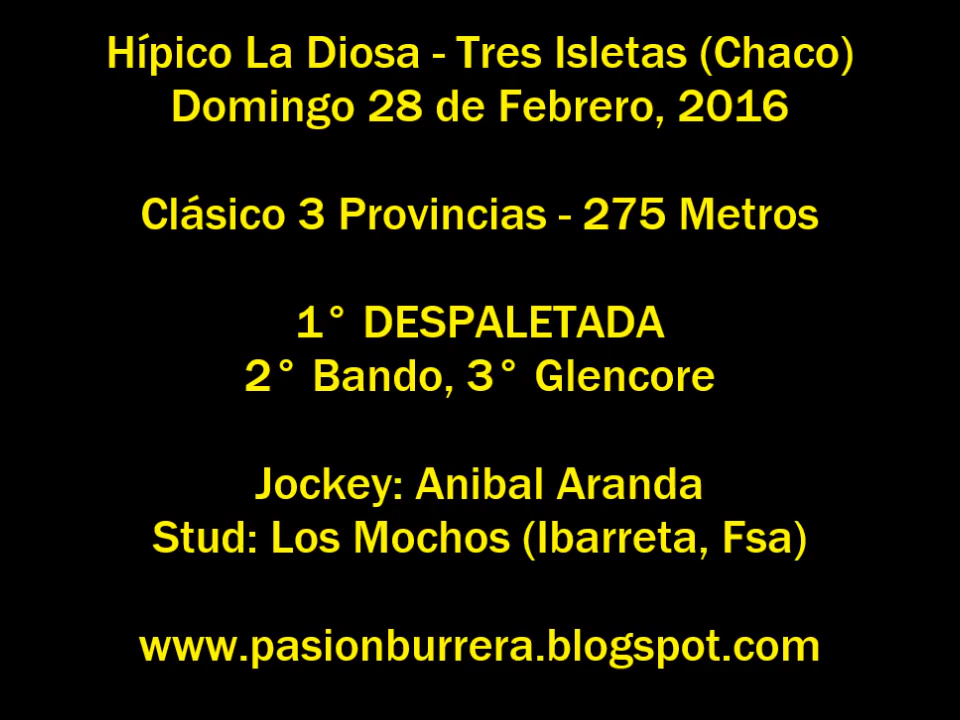 Hípico La Diosa - Tres Isletas (Chaco)
Domingo 28 de Febrero, 2016
Clásico 3 Provincias - 275 Metros
1° DESPALETADA
2° Bando, 3° Glencore
Jockey: Anibal Aranda
Stud: Los Mochos (Ibarreta, Fsa)
www.pasionburrera.blogspot.com